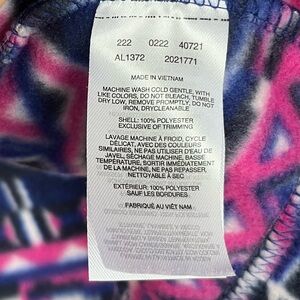 222 0222 40721
AL1372 2021771
MADE IN VIETNAM
MACHINE WASH COLD GENTLE, WITH
LIKE COLORS, DO NOT BLEACH, TUMBLE
DRY LOW, REMOVE PROMPTLY, DO NOT
IRON, DRYCLEANABLE
SHELL: 100% POLYESTER
EXCLUSIVE OF TRIMMING
LAVAGE MACHINE À FROID, CYCLE
DÉLICAT, AVEC DES COULEURS
SIMILAIRES, NE PAS UTILISER D'EAU DE
JAVEL, SÉCHAGE MACHINE, BASSE
TEMPÉRATURE, SORTIR IMMÉDIATEMENT
DE LA MACHINE, NE PAS REPASSER,
NETTOYABLE À SEC
EXTÉRIEUR: 100% POLYESTER
SAUF LES BORDURES
FABRIQUÉ AU VIÊT NAM